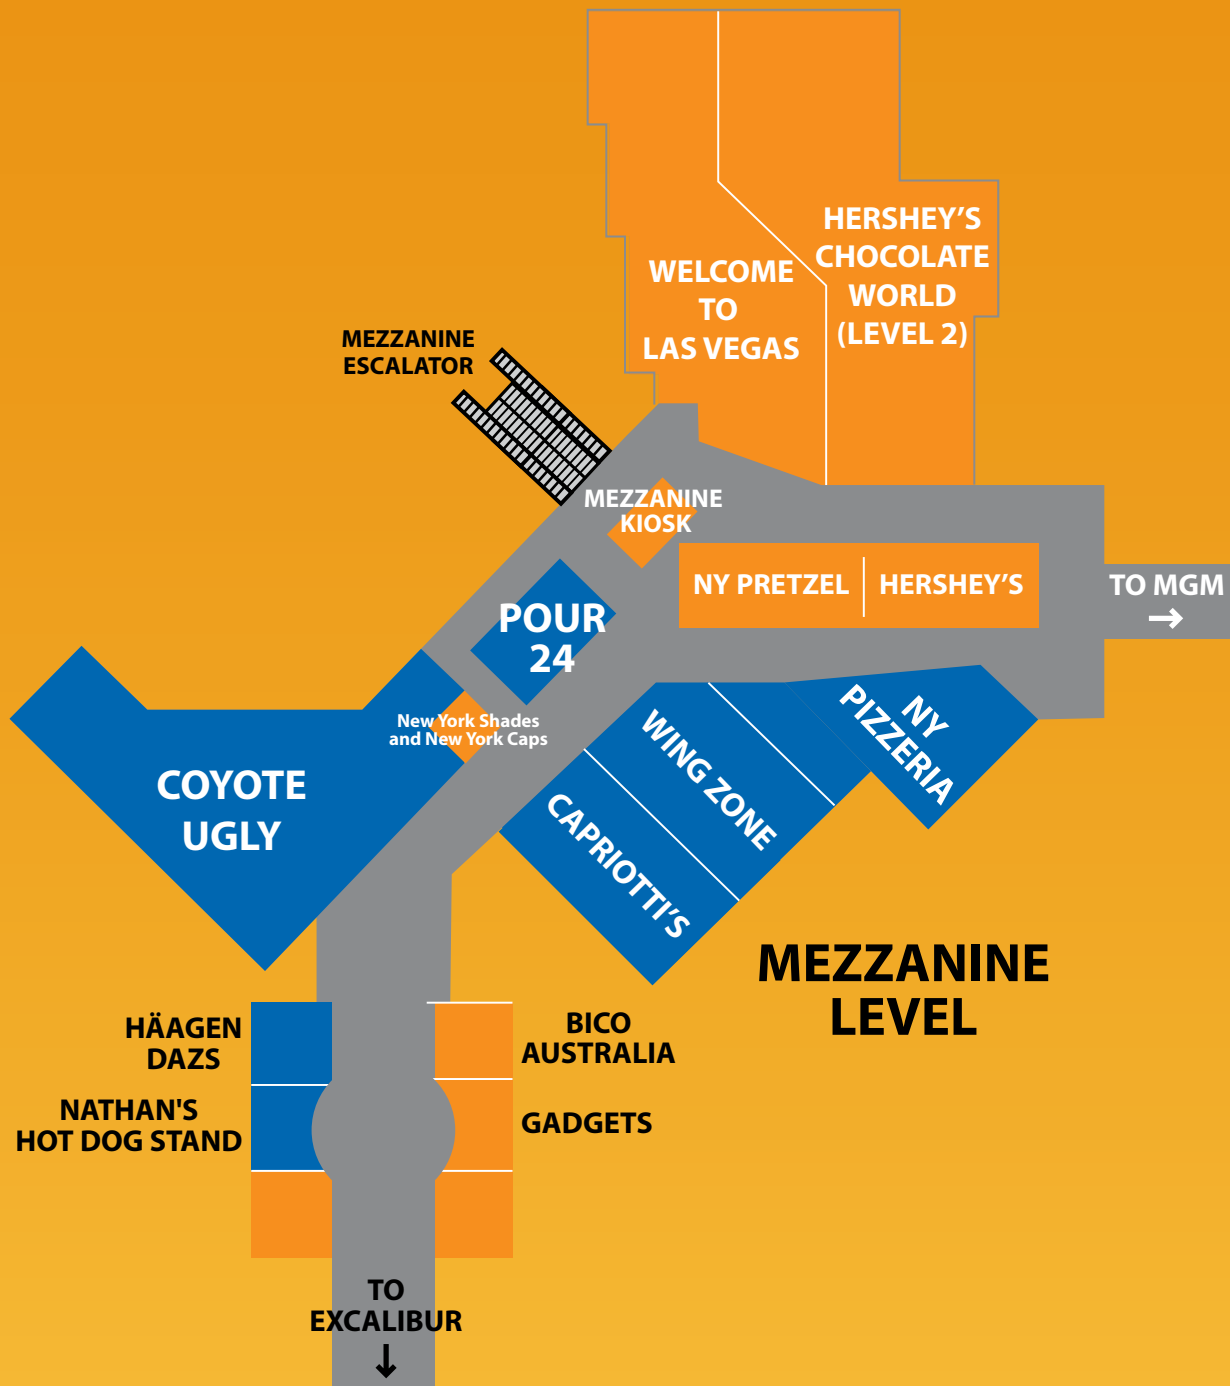 HERSHEY’S
CHOCOLATE
WORLD
(LEVEL 2)
WELCOME
TO
LAS VEGAS
MEZZANINE
ESCALATOR
MEZZANINE
KIOSK
NY PRETZEL
HERSHEY’S
TO MGM
→
POUR
24
New York Shades
and New York Caps
NY
PIZZERIA
WING ZONE
CAPRIOTTI’S
COYOTE
UGLY
MEZZANINE
LEVEL
HÄAGEN
DAZS
BICO
AUSTRALIA
NATHAN'S
HOT DOG STAND
GADGETS
TO
EXCALIBUR
↓